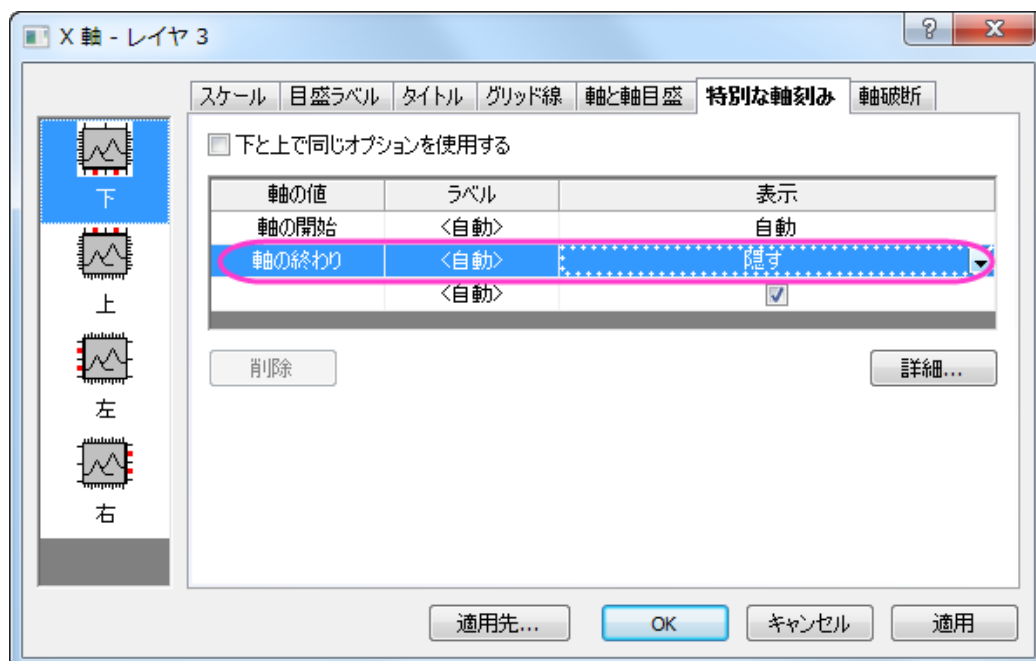 X 軸 - レイヤ 3
スケール 目盛ラベル タイトル グリッド線 軸と軸目盛 特別な軸刻み 軸破断
下と上で同じオプションを使用する
軸の値 ラベル 表示
軸の開始 <自動> 自動
軸の終わり <自動> 隠す
<自動>
下
上
左
右
削除 詳細...
適用先... OK キャンセル 適用